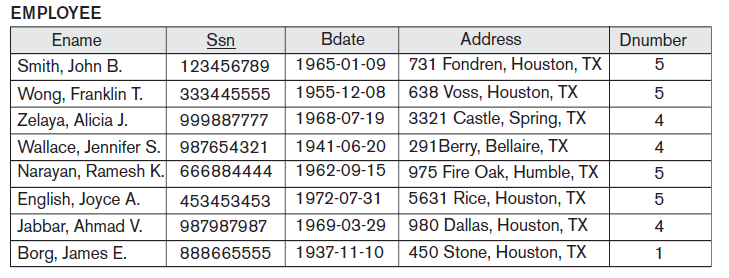 EMPLOYEE
Ename Ssn Bdate Address Dnumber
Smith, John B. 123456789 1965-01-09 731 Fondren, Houston, TX 5
Wong, Franklin T. 333445555 1955-12-08 638 Voss, Houston, TX 5
Zelaya, Alicia J. 999887777 1968-07-19 3321 Castle, Spring, TX 4
Wallace, Jennifer S. 987654321 1941-06-20 291Berry, Bellaire, TX 4
Narayan, Ramesh K. 666884444 1962-09-15 975 Fire Oak, Humble, TX 5
English, Joyce A. 453453453 1972-07-31 5631 Rice, Houston, TX 5
Jabbar, Ahmad V. 987987987 1969-03-29 980 Dallas, Houston, TX 4
Borg, James E. 888665555 1937-11-10 450 Stone, Houston, TX 1